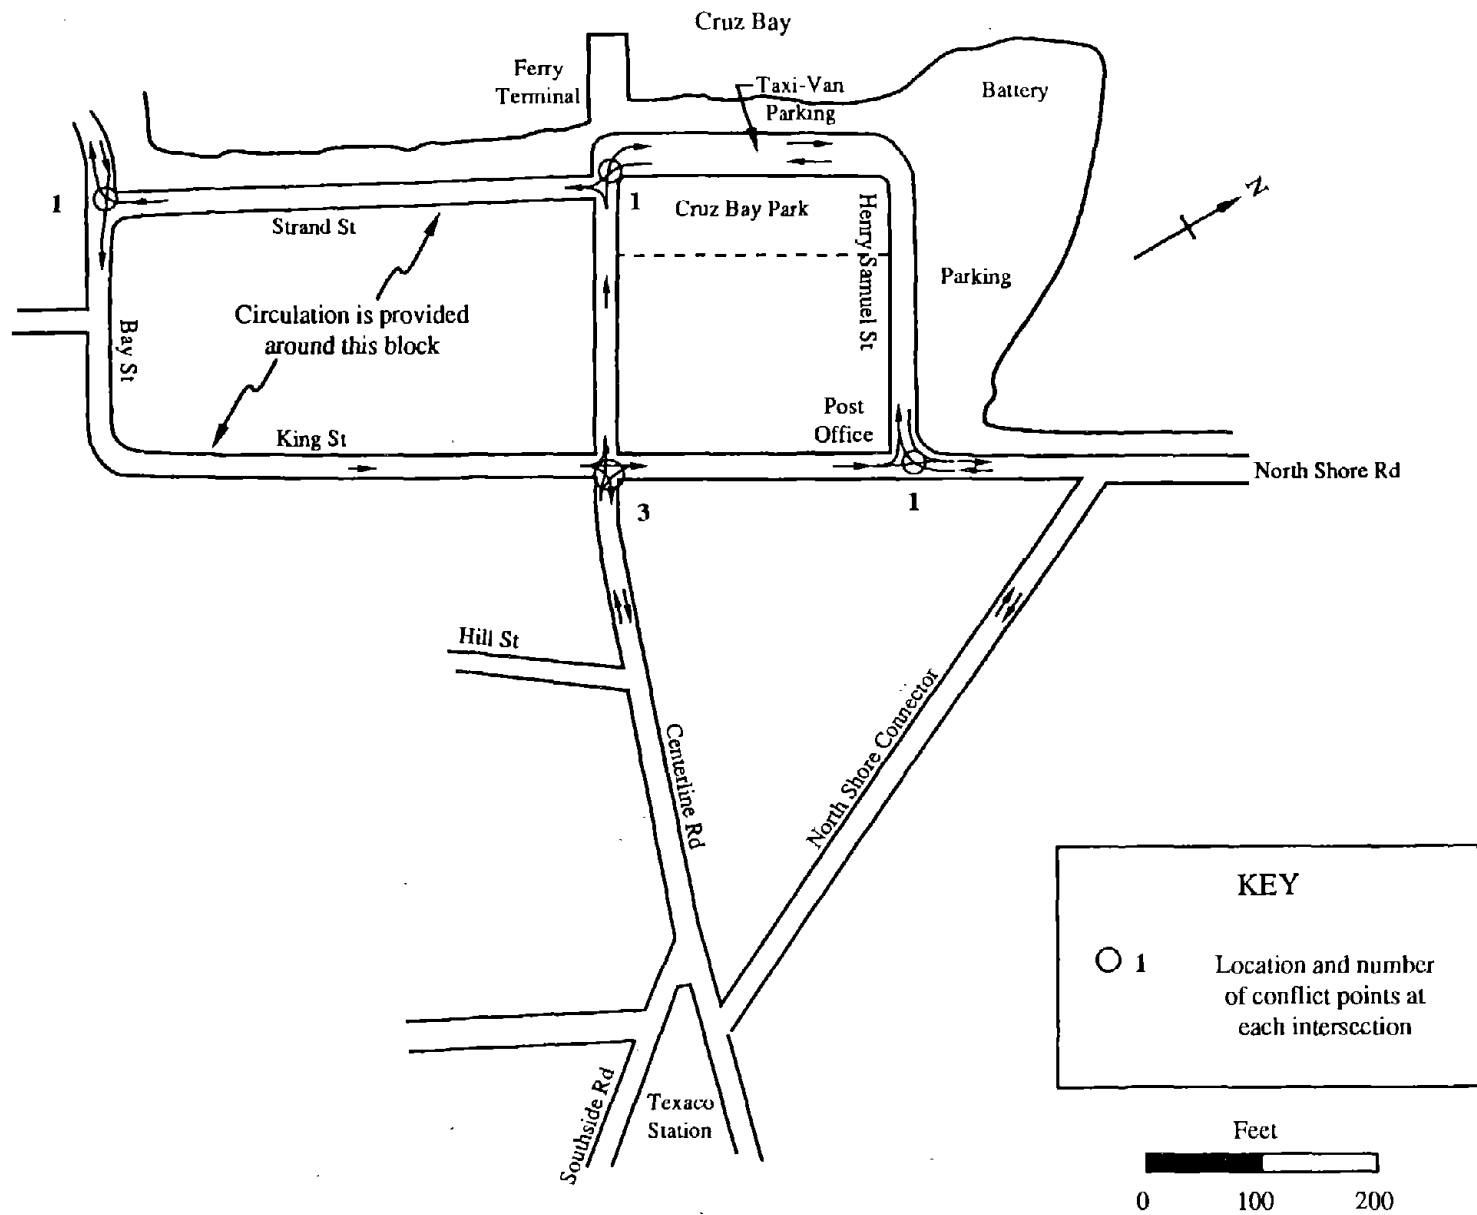 Cruz Bay
Ferry
Terminal
Taxi-Van
Parking
Battery
N
1
1
Strand St
Cruz Bay Park
Henry Samuel St
Parking
Circulation is provided
around this block
Bay St
King St
Post
Office
North Shore Rd
3
1
Hill St
Centerline Rd
North Shore Connector
Southside Rd
Texaco
Station
KEY
1 Location and number
of conflict points at
each intersection
Feet
0 100 200